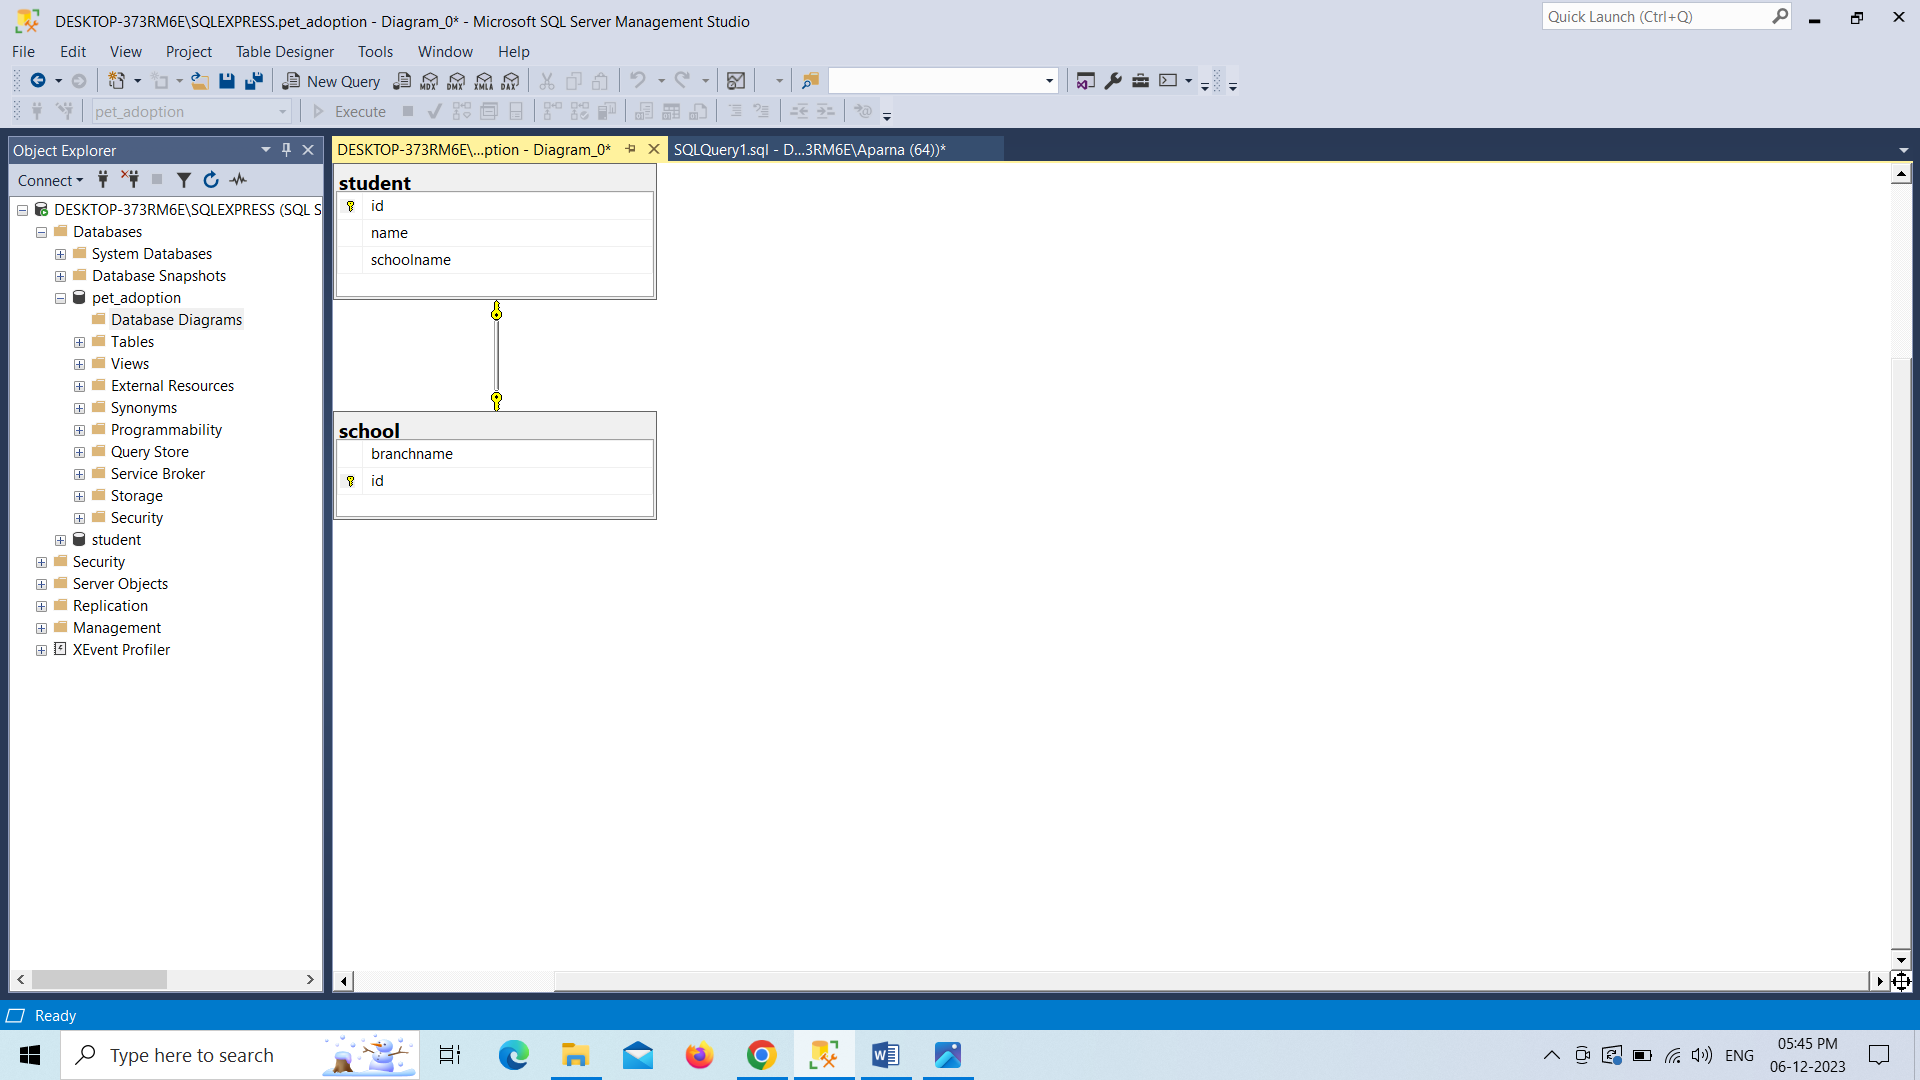 DESKTOP-373RM6E\SQLEXPRESS.pet_adoption - Diagram_0* - Microsoft SQL Server Management Studio
Quick Launch (Ctrl+Q)
File Edit View Project Table Designer Tools Window Help
New Query MDX DMX XMLA DAX
pet_adoption Execute
Object Explorer
DESKTOP-373RM6E\...ption - Diagram_0* SQLQuery1.sql - D...3RM6E\Aparna (64))*
Connect
DESKTOP-373RM6E\SQLEXPRESS (SQL S
Databases
System Databases
Database Snapshots
pet_adoption
Database Diagrams
Tables
Views
External Resources
Synonyms
Programmability
Query Store
Service Broker
Storage
Security
student
Security
Server Objects
Replication
Management
XEvent Profiler
student
id
name
schoolname
school
branchname
id
Ready
Type here to search
ENG
05:45 PM
06-12-2023